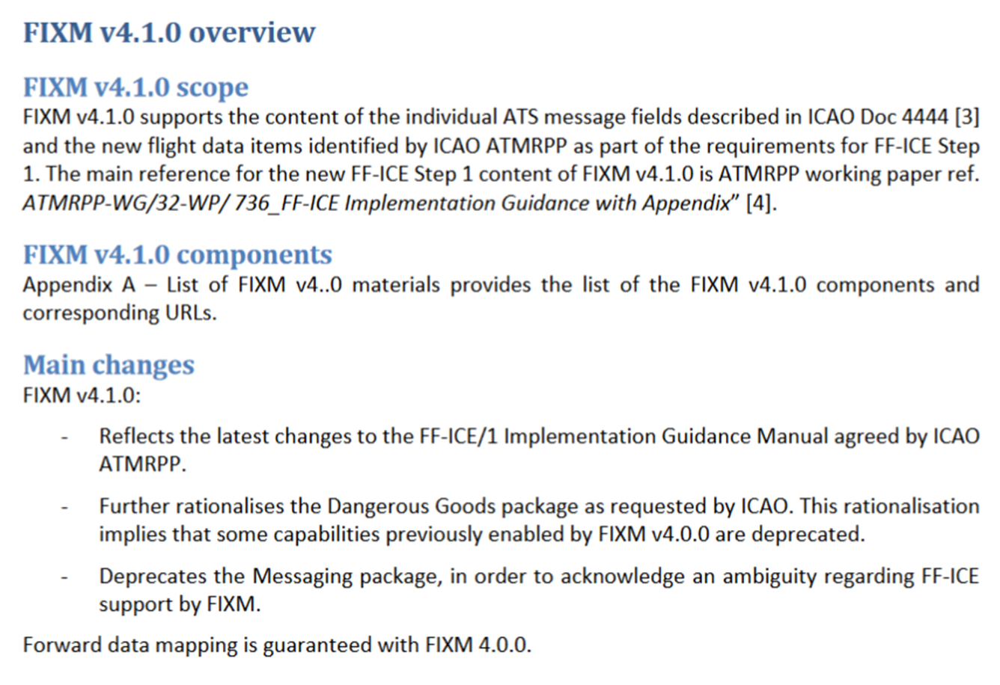 FIXM v4.1.0 overview
FIXM v4.1.0 scope
FIXM v4.1.0 supports the content of the individual ATS message fields described in ICAO Doc 4444 [3]
and the new flight data items identified by ICAO ATMRPP as part of the requirements for FF-ICE Step
1. The main reference for the new FF-ICE Step 1 content of FIXM v4.1.0 is ATMRPP working paper ref.
ATMRPP-WG/32-WP/ 736_FF-ICE Implementation Guidance with Appendix” [4].
FIXM v4.1.0 components
Appendix A – List of FIXM v4..0 materials provides the list of the FIXM v4.1.0 components and
corresponding URLs.
Main changes
FIXM v4.1.0:
- Reflects the latest changes to the FF-ICE/1 Implementation Guidance Manual agreed by ICAO
ATMRPP.
- Further rationalises the Dangerous Goods package as requested by ICAO. This rationalisation
implies that some capabilities previously enabled by FIXM v4.0.0 are deprecated.
- Deprecates the Messaging package, in order to acknowledge an ambiguity regarding FF-ICE
support by FIXM.
Forward data mapping is guaranteed with FIXM 4.0.0.